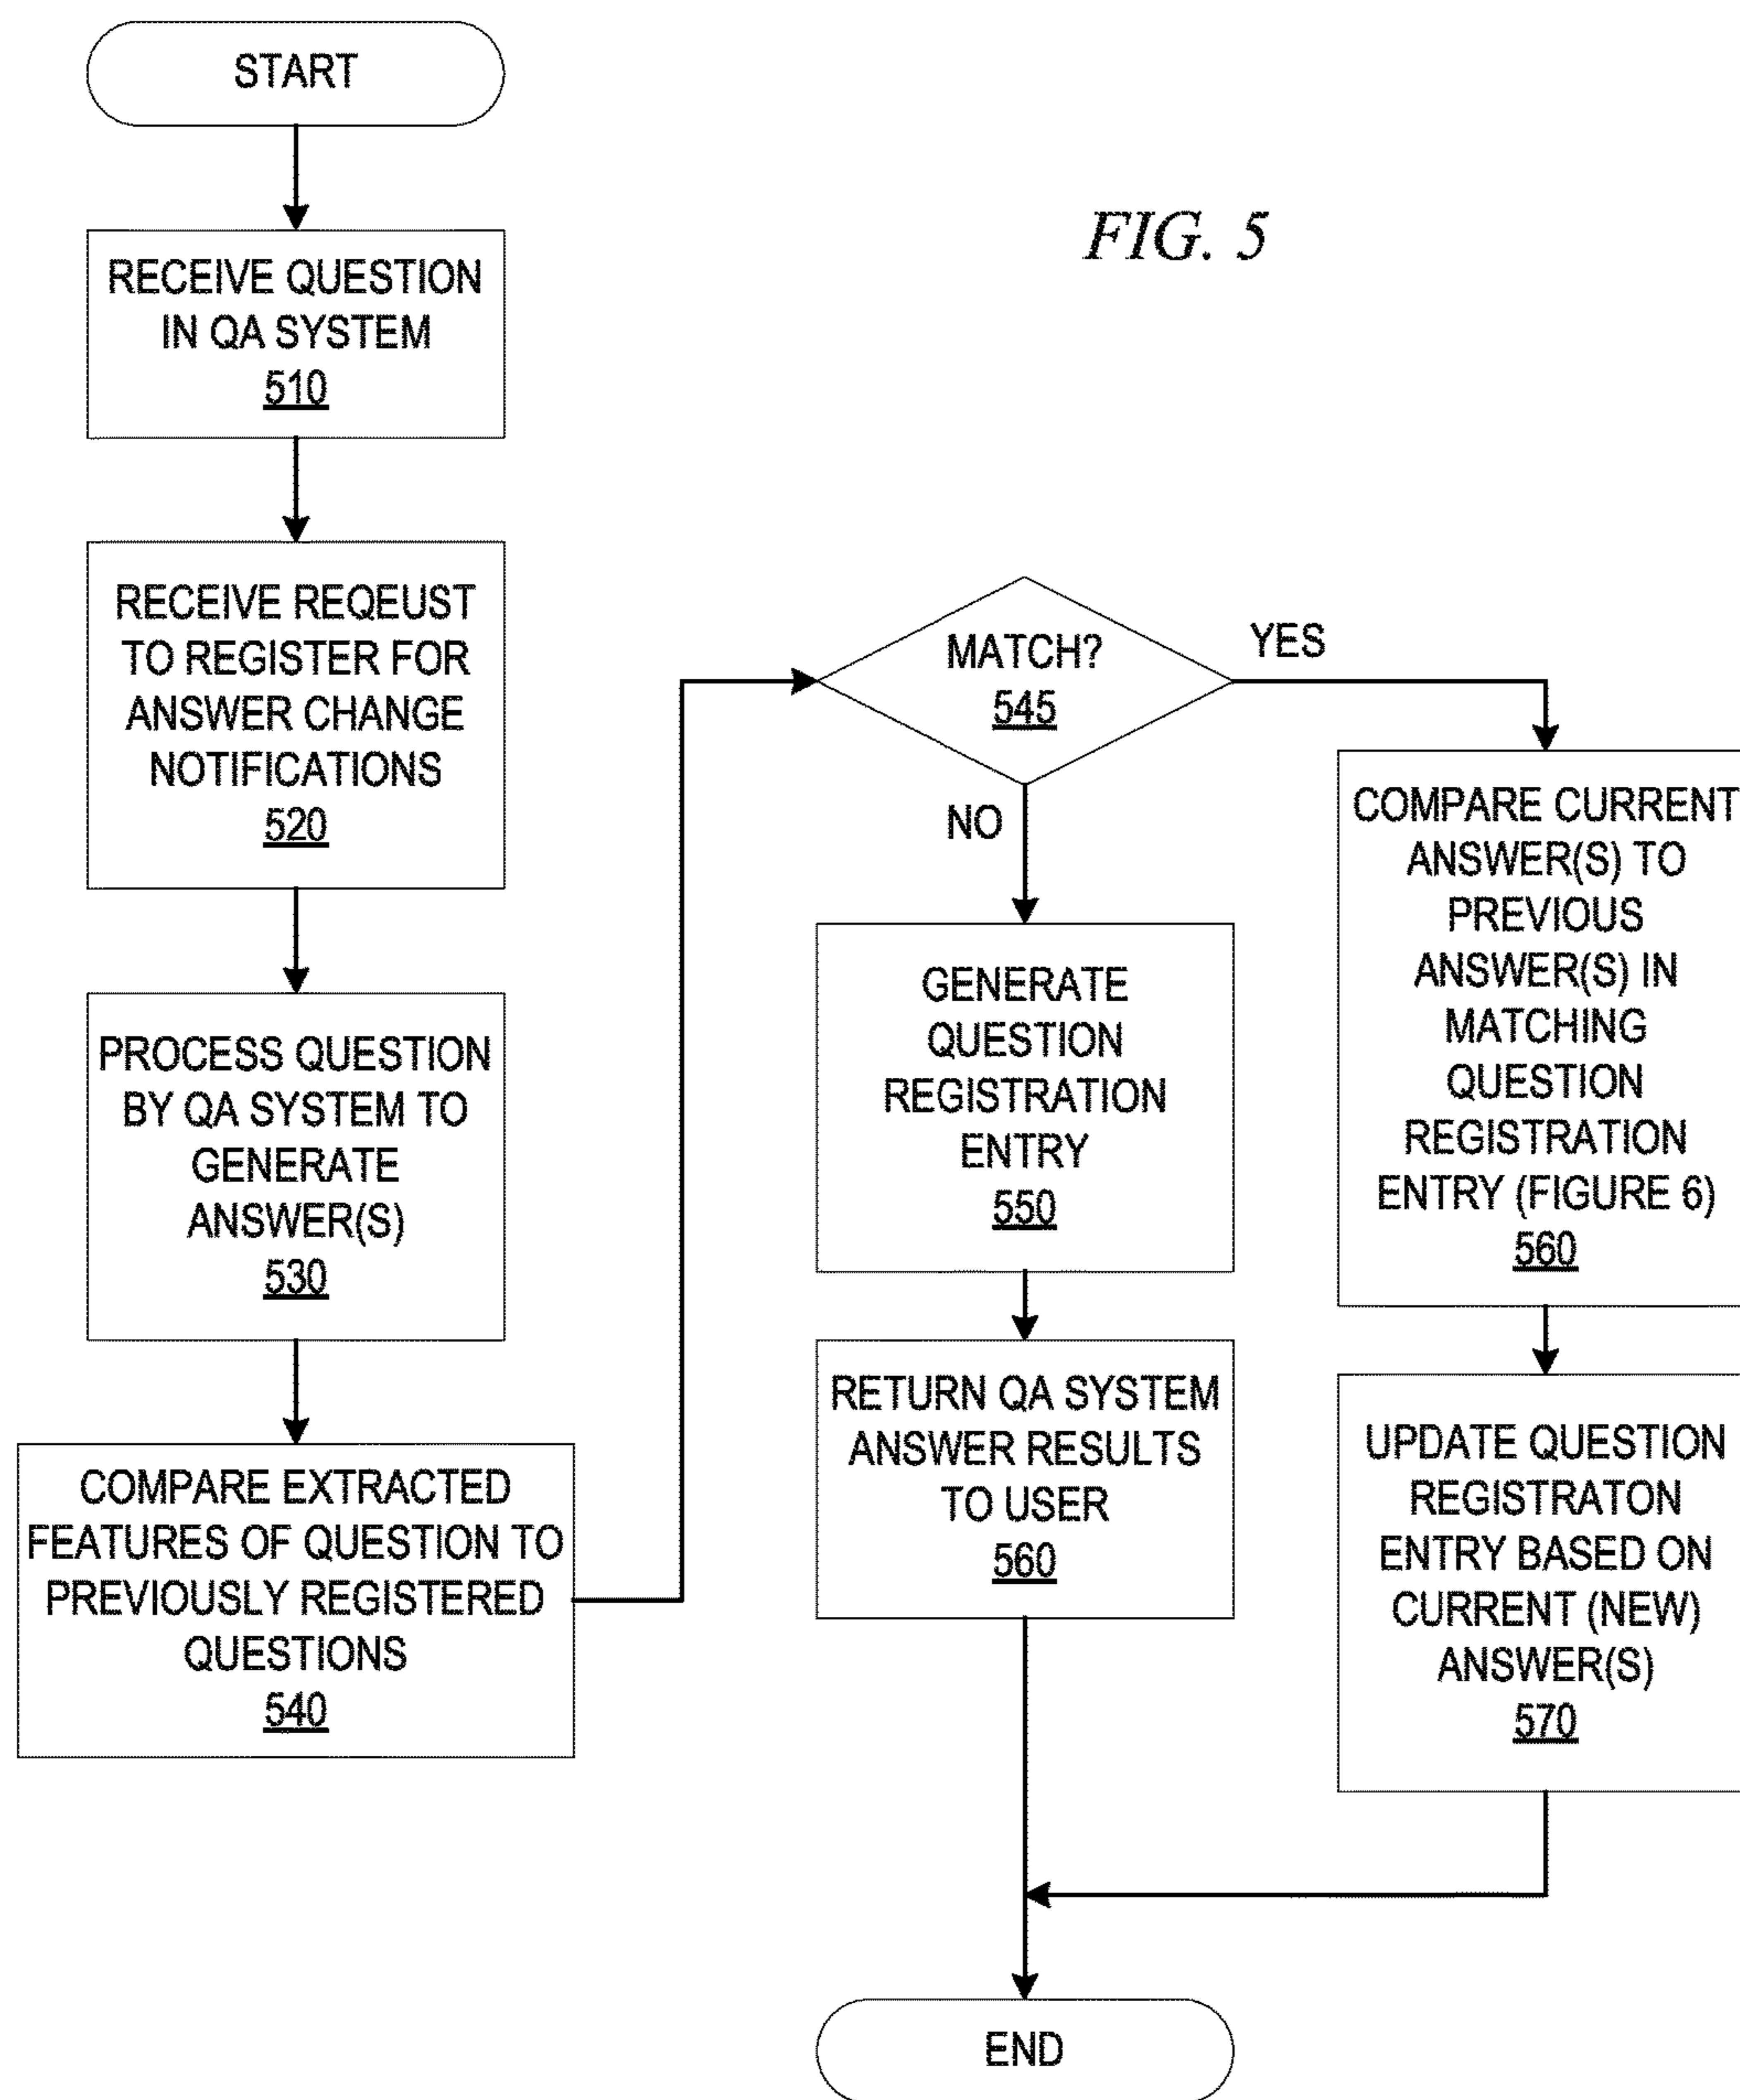 START
FIG. 5
RECEIVE QUESTION
IN QA SYSTEM
510
RECEIVE REQEUST
TO REGISTER FOR
ANSWER CHANGE
NOTIFICATIONS
520
PROCESS QUESTION
BY QA SYSTEM TO
GENERATE
ANSWER(S)
530
COMPARE EXTRACTED
FEATURES OF QUESTION TO
PREVIOUSLY REGISTERED
QUESTIONS
540
MATCH?
545
YES
NO
GENERATE
QUESTION
REGISTRATION
ENTRY
550
RETURN QA SYSTEM
ANSWER RESULTS
TO USER
560
COMPARE CURRENT
ANSWER(S) TO
PREVIOUS
ANSWER(S) IN
MATCHING
QUESTION
REGISTRATION
ENTRY (FIGURE 6)
560
UPDATE QUESTION
REGISTRATON
ENTRY BASED ON
CURRENT (NEW)
ANSWER(S)
570
END